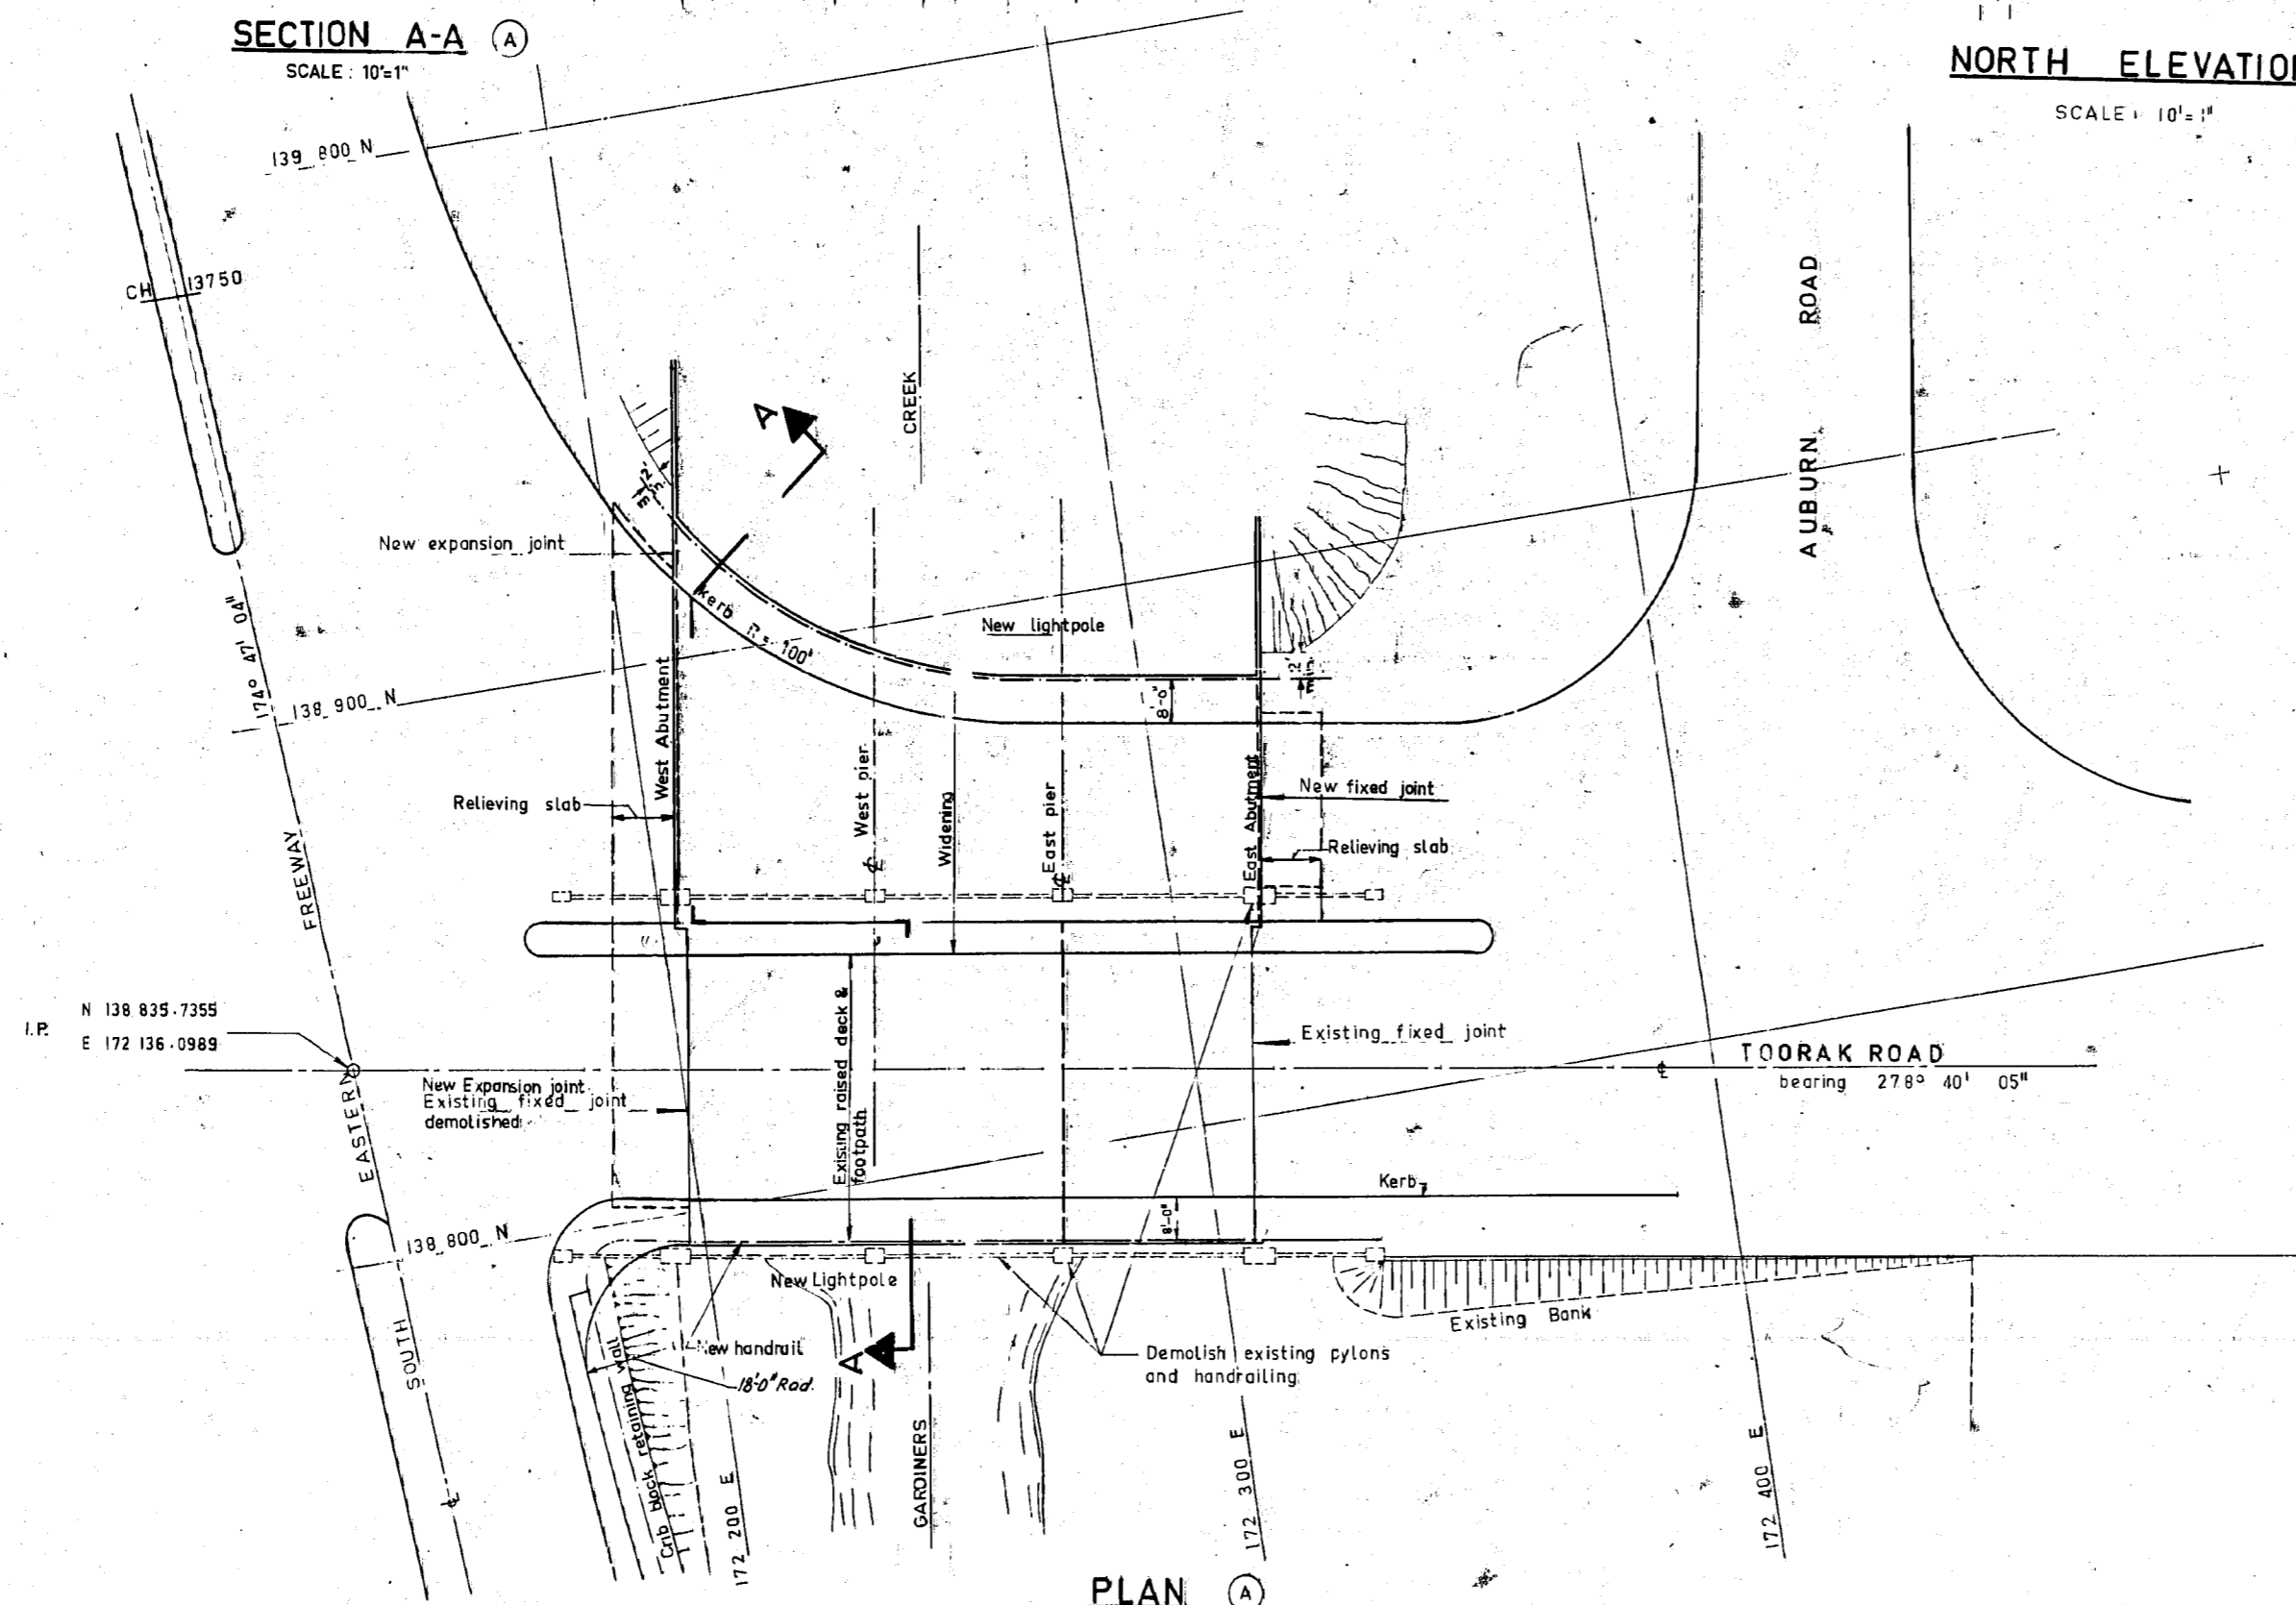 SECTION A-A A
SCALE : 10'=1"
NORTH ELEVATION
SCALE : 10'=1"
139 800 N
CH 13750
AUBURN ROAD
CREEK
A
2' min.
New expansion joint
Kerb R = 100'
New lightpole
2' min.
8'-0"
174° 47' 04"
138 900 N
West Abutment
Relieving slab
West pier
℄
Widening
East pier
℄
East Abutment
New fixed joint
Relieving slab
FREEWAY
I.P.
N 138 835.7355
E 172 136.0989
Existing raised deck &
footpath
Existing fixed joint
TOORAK ROAD
℄
bearing 278° 40' 05"
New Expansion joint
Existing fixed joint
demolished
EASTERN
Kerb
8'-0"
138 800 N
New Lightpole
Existing Bank
SOUTH
℄
New handrail
A
Demolish existing pylons
and handrailing
18'-0" Rad.
Crib block retaining wall
GARDINERS
172 200 E
172 300 E
172 400 E
PLAN A